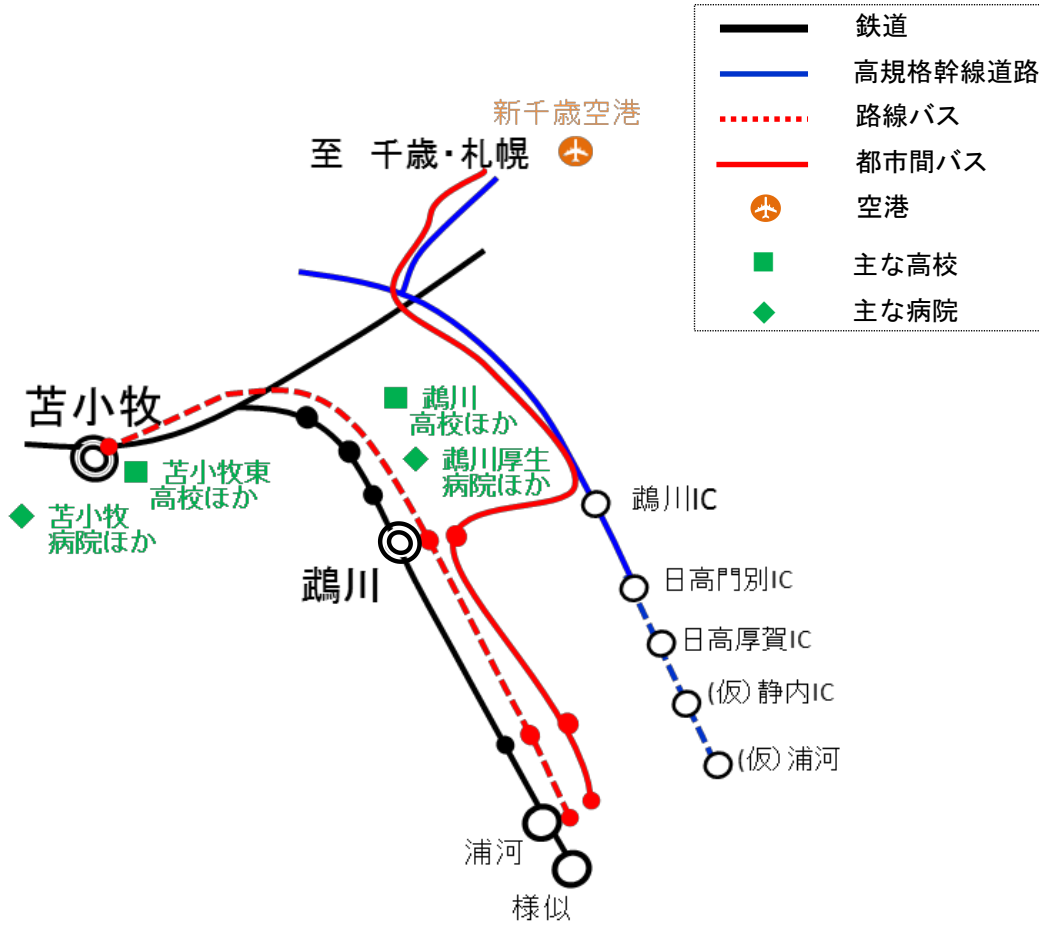 鉄道
高規格幹線道路
路線バス
都市間バス
空港
主な高校
主な病院
新千歳空港
至 千歳・札幌
苫小牧
鵡川
高校ほか
苫小牧東
高校ほか
鵡川厚生
病院ほか
苫小牧
病院ほか
鵡川
鵡川IC
日高門別IC
日高厚賀IC
(仮)静内IC
(仮)浦河
浦河
様似